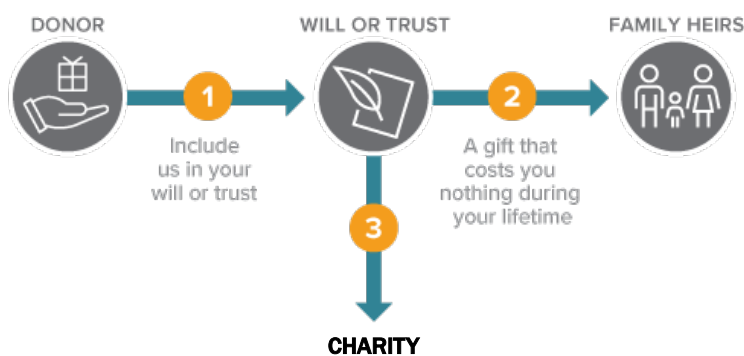 DONOR
WILL OR TRUST
FAMILY HEIRS
1
2
Include
us in your
will or trust
A gift that
costs you
nothing during
your lifetime
3
CHARITY